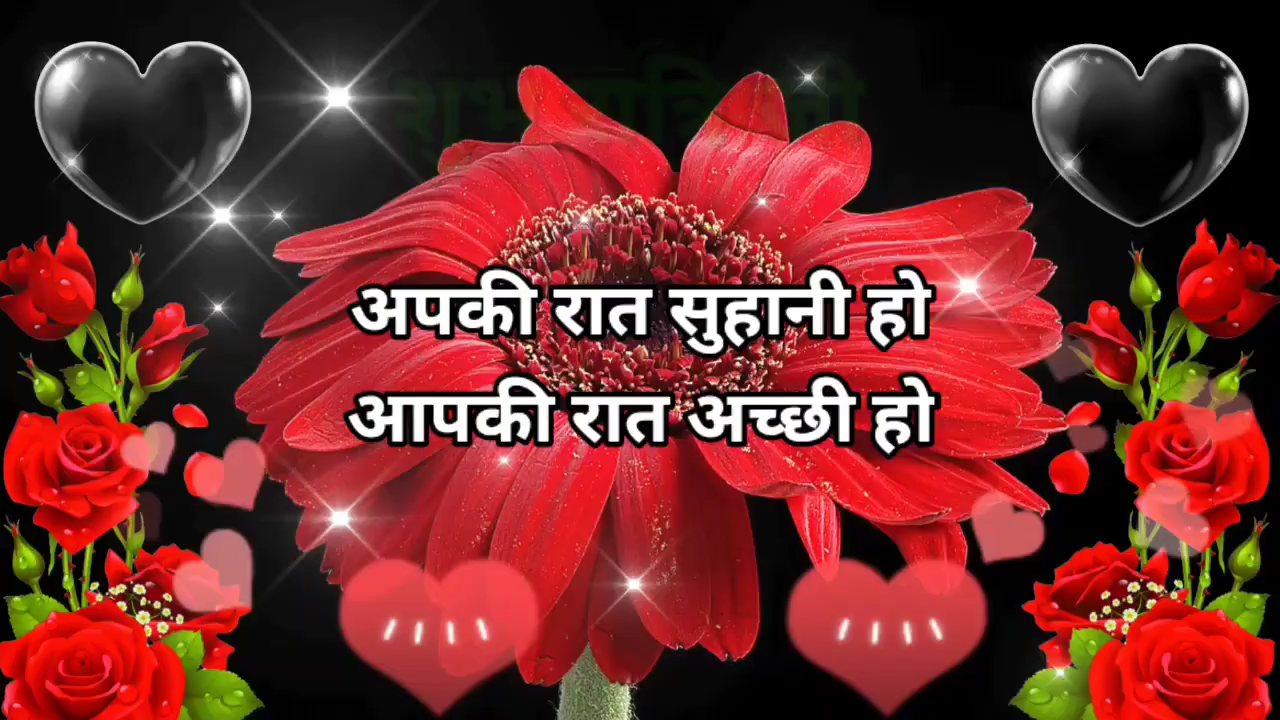 अपकी रात सुहानी हो
आपकी रात अच्छी हो